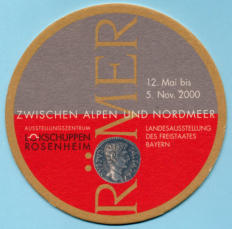 RÖMER
12. Mai bis
5. Nov. 2000
ZWISCHEN ALPEN UND NORDMEER
AUSSTELLUNGSZENTRUM
LOKSCHUPPEN
ROSENHEIM
LANDESAUSSTELLUNG
DES FREISTAATES
BAYERN